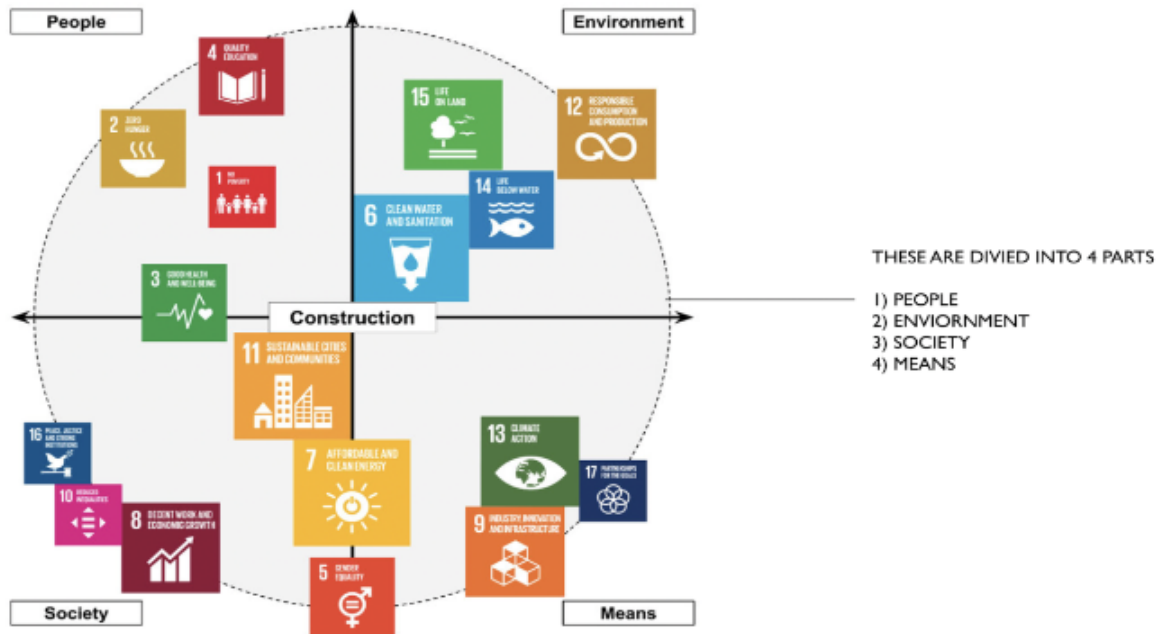 People
Environment
4 QUALITY
EDUCATION
15 LIFE
ON LAND
12 RESPONSIBLE
CONSUMPTION
AND PRODUCTION
2 ZERO
HUNGER
1 NO
POVERTY
14 LIFE
BELOW WATER
6 CLEAN WATER
AND SANITATION
THESE ARE DIVIED INTO 4 PARTS
3 GOOD HEALTH
AND WELL-BEING
1) PEOPLE
2) ENVIORNMENT
3) SOCIETY
4) MEANS
Construction
11 SUSTAINABLE CITIES
AND COMMUNITIES
16 PEACE, JUSTICE
AND STRONG
INSTITUTIONS
13 CLIMATE
ACTION
7 AFFORDABLE AND
CLEAN ENERGY
17 PARTNERSHIPS
FOR THE GOALS
10 REDUCED
INEQUALITIES
8 DECENT WORK AND
ECONOMIC GROWTH
9 INDUSTRY, INNOVATION
AND INFRASTRUCTURE
5 GENDER
EQUALITY
Society
Means